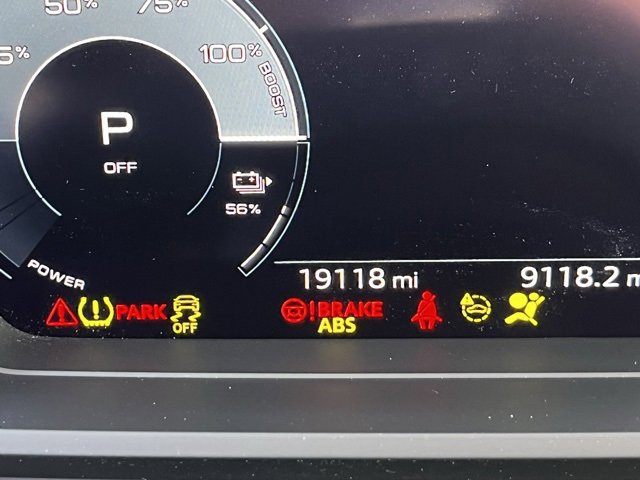 50% 75%
5% 100%
BOOST
P
OFF
56%
POWER
19118 mi 9118.2 m
PARK OFF ! BRAKE
ABS